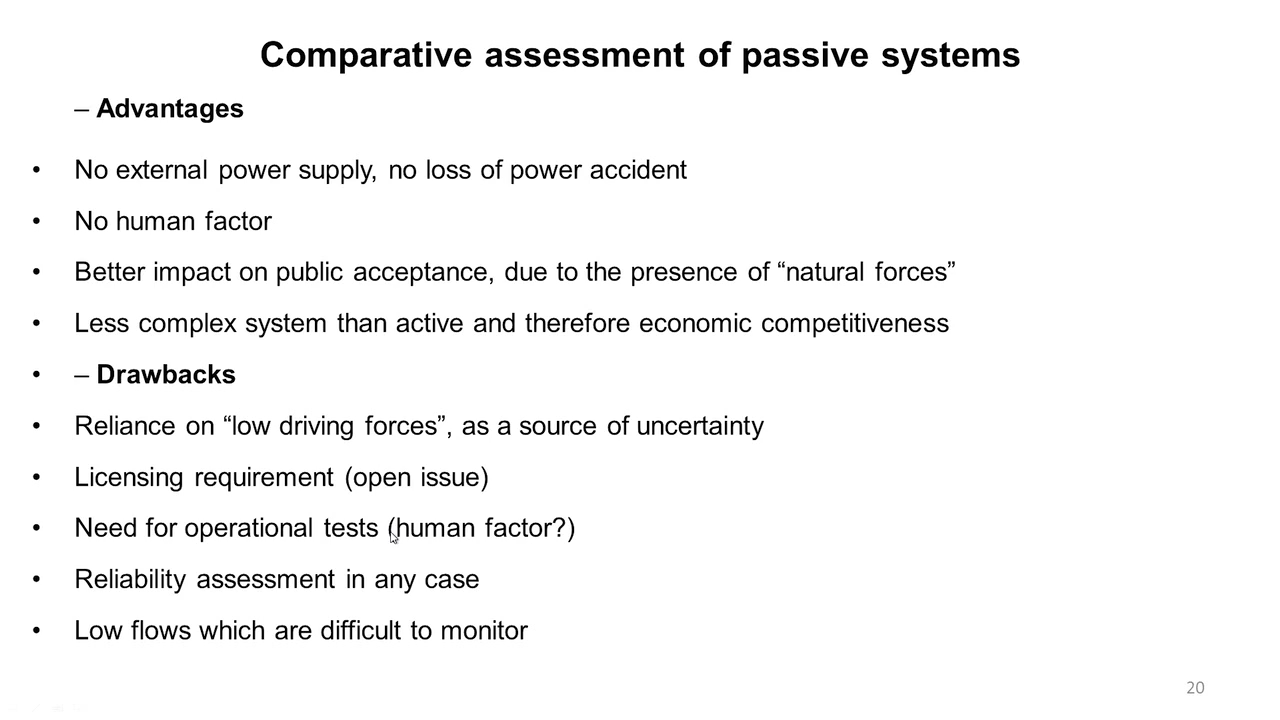 Comparative assessment of passive systems
– Advantages
• No external power supply, no loss of power accident
• No human factor
• Better impact on public acceptance, due to the presence of “natural forces”
• Less complex system than active and therefore economic competitiveness
• – Drawbacks
• Reliance on “low driving forces”, as a source of uncertainty
• Licensing requirement (open issue)
• Need for operational tests (human factor?)
• Reliability assessment in any case
• Low flows which are difficult to monitor
20